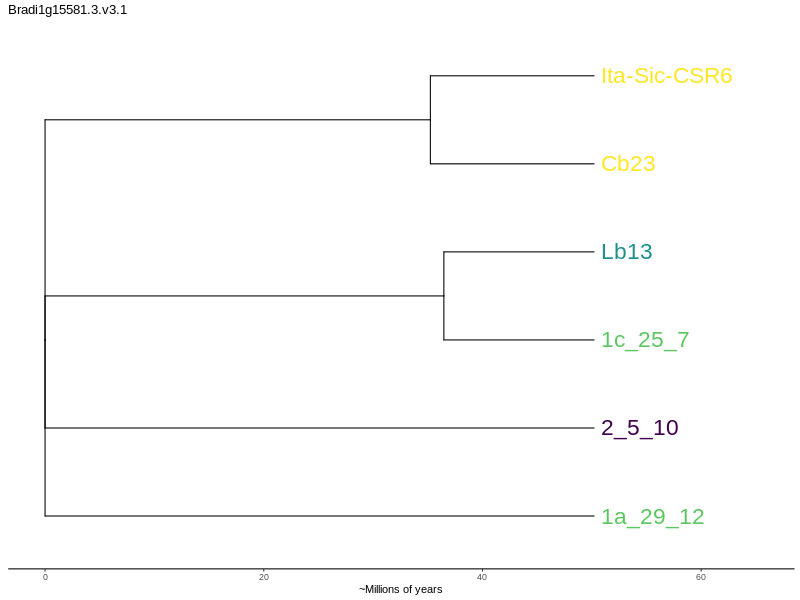 Bradi1g15581.3.v3.1
Ita-Sic-CSR6
Cb23
Lb13
1c_25_7
2_5_10
1a_29_12
0 20 40 60
~Millions of years